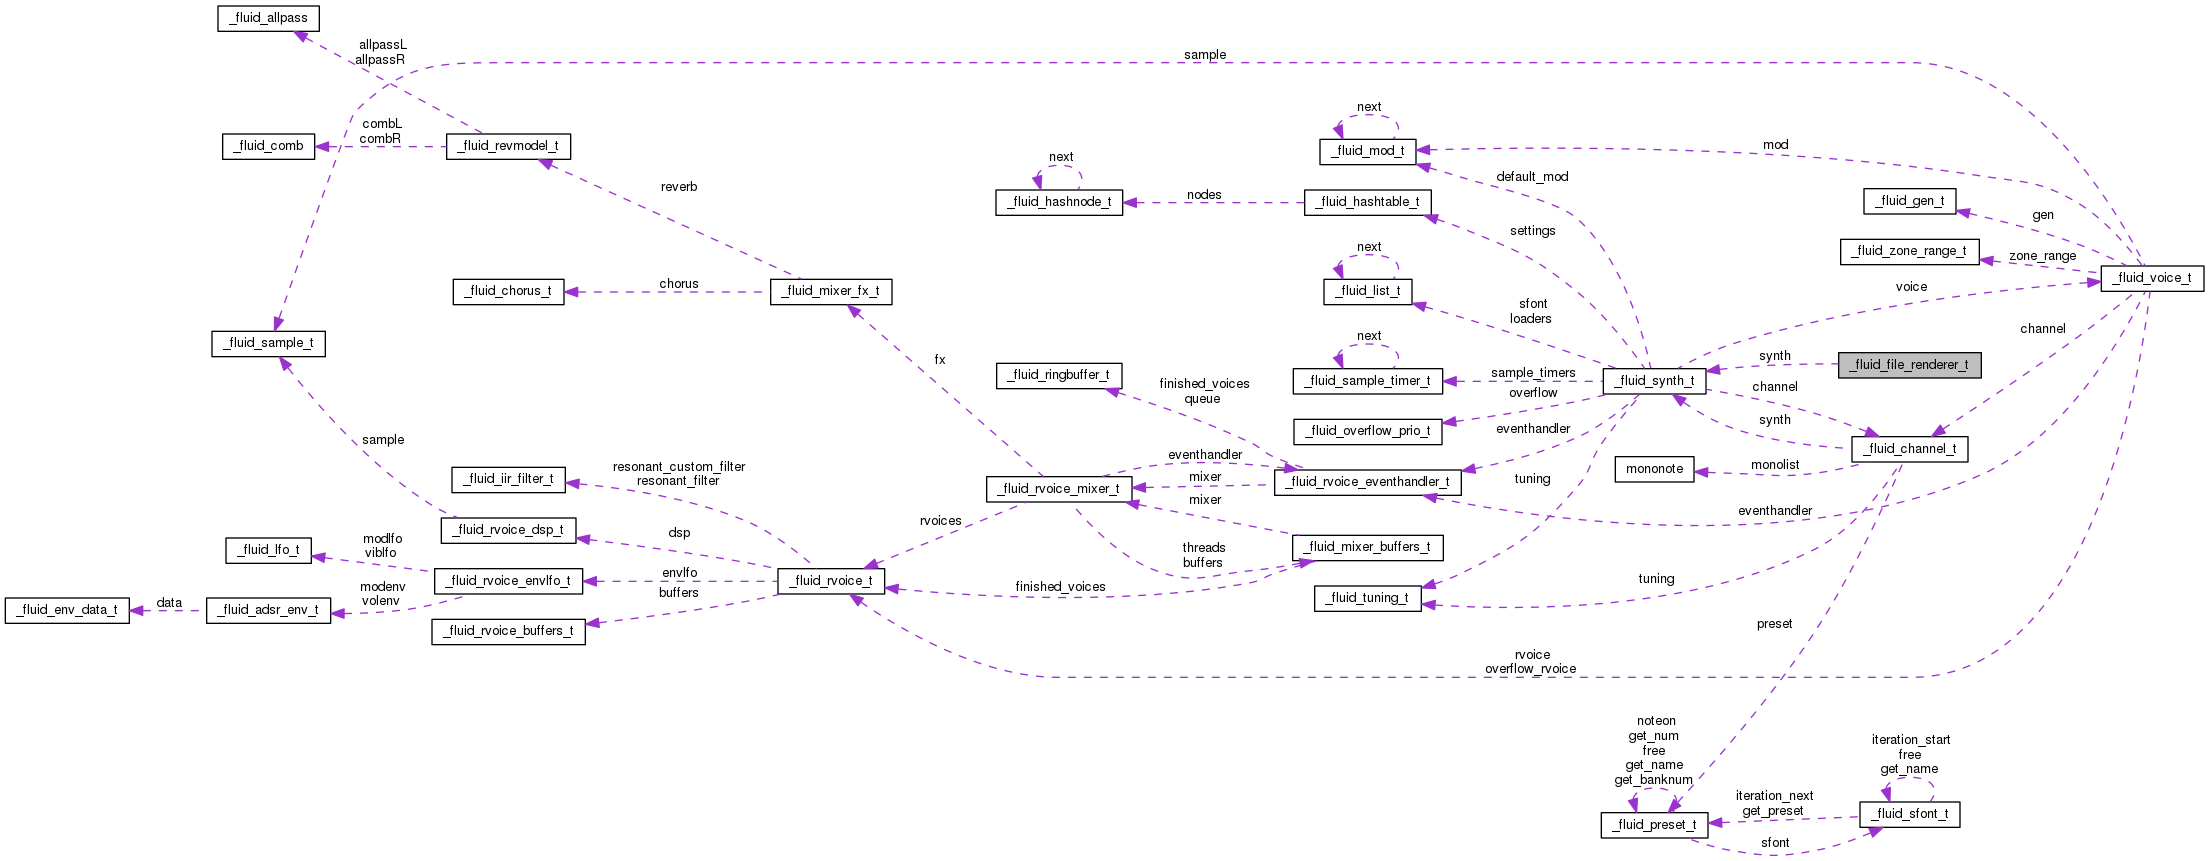 _fluid_allpass
allpassL
allpassR
sample
next
combL
combR
_fluid_comb
_fluid_revmodel_t
_fluid_mod_t
mod
next
default_mod
reverb
nodes
_fluid_hashnode_t
_fluid_hashtable_t
_fluid_gen_t
gen
settings
next
_fluid_zone_range_t
zone_range
_fluid_voice_t
chorus
_fluid_chorus_t
_fluid_mixer_fx_t
_fluid_list_t
voice
sfont
loaders
channel
_fluid_sample_t
next
fx
synth
_fluid_file_renderer_t
_fluid_ringbuffer_t
finished_voices
queue
_fluid_sample_timer_t
sample_timers
_fluid_synth_t
channel
overflow
synth
_fluid_overflow_prio_t
eventhandler
sample
_fluid_channel_t
eventhandler
resonant_custom_filter
resonant_filter
_fluid_iir_filter_t
mononote
monolist
mixer
_fluid_rvoice_mixer_t
_fluid_rvoice_eventhandler_t
tuning
mixer
eventhandler
rvoices
_fluid_rvoice_dsp_t
dsp
modlfo
viblfo
_fluid_lfo_t
threads
buffers
_fluid_mixer_buffers_t
envlfo
_fluid_rvoice_envlfo_t
_fluid_rvoice_t
finished_voices
tuning
modenv
volenv
buffers
_fluid_tuning_t
_fluid_env_data_t
data
_fluid_adsr_env_t
_fluid_rvoice_buffers_t
preset
rvoice
overflow_rvoice
noteon
get_num
free
get_name
get_banknum
iteration_start
free
get_name
iteration_next
get_preset
_fluid_sfont_t
_fluid_preset_t
sfont